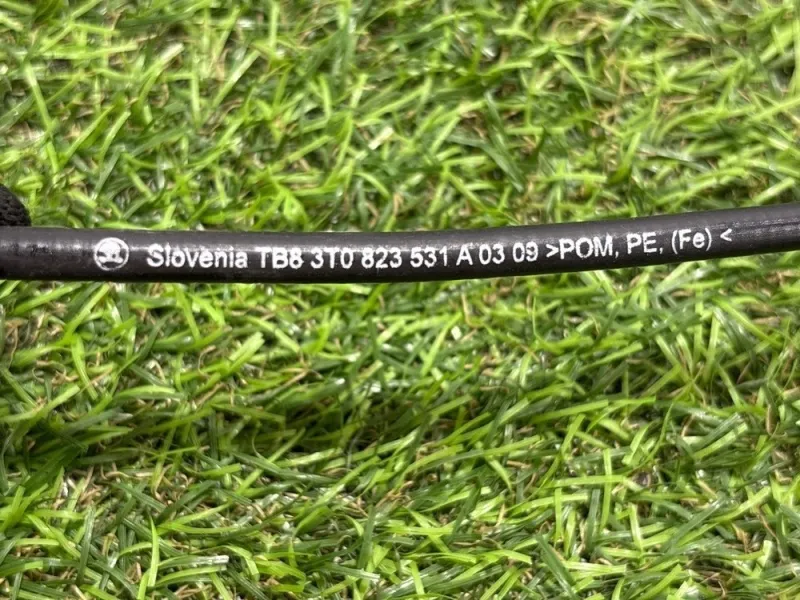 Slovenia TB8 3T0 823 531 A 03 09 >POM, PE, (Fe) <